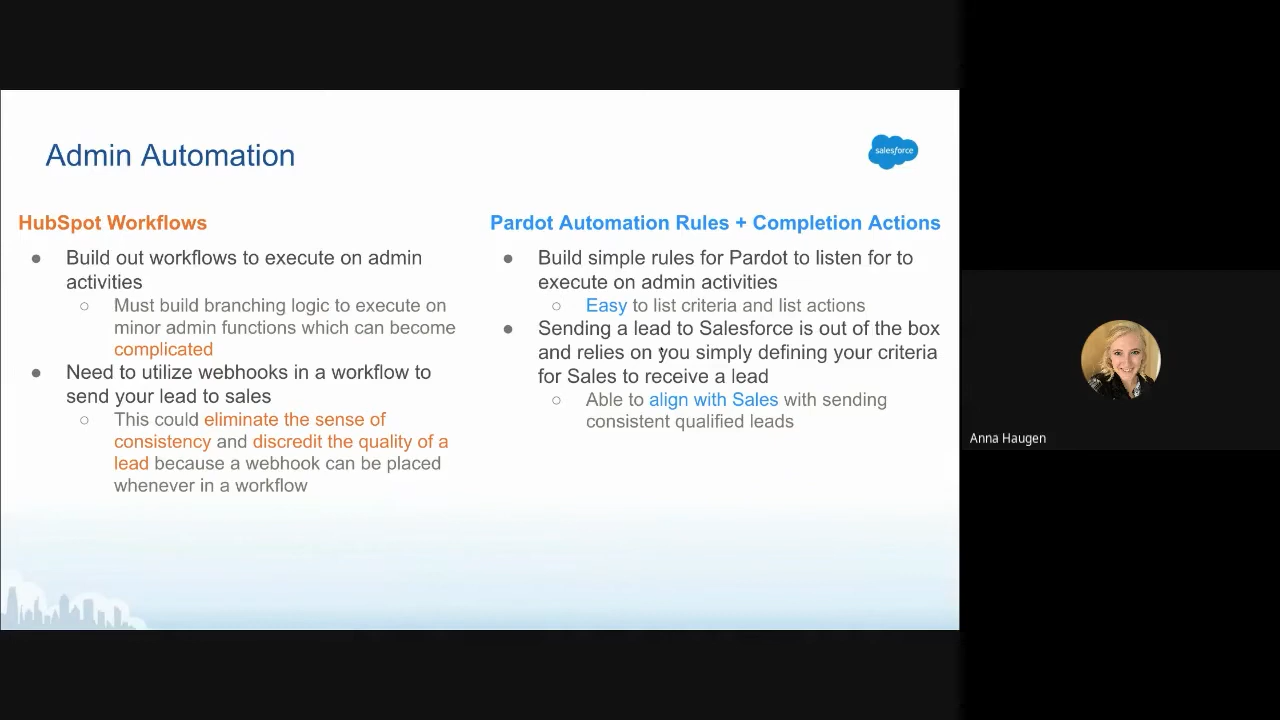 Admin Automation
salesforce
HubSpot Workflows
● Build out workflows to execute on admin
activities
○ Must build branching logic to execute on
minor admin functions which can become
complicated
● Need to utilize webhooks in a workflow to
send your lead to sales
○ This could eliminate the sense of
consistency and discredit the quality of a
lead because a webhook can be placed
whenever in a workflow
Pardot Automation Rules + Completion Actions
● Build simple rules for Pardot to listen for to
execute on admin activities
○ Easy to list criteria and list actions
● Sending a lead to Salesforce is out of the box
and relies on you simply defining your criteria
for Sales to receive a lead
○ Able to align with Sales with sending
consistent qualified leads
Anna Haugen